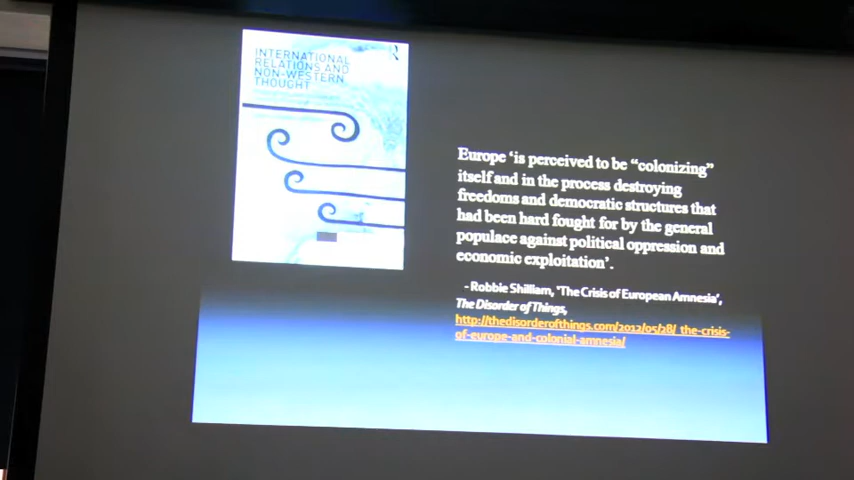 INTERNATIONAL
RELATIONS AND
NON-WESTERN
THOUGHT
Europe ‘is perceived to be “colonizing”
itself and in the process destroying
freedoms and democratic structures that
had been hard fought for by the general
populace against political oppression and
economic exploitation’.
- Robbie Shilliam, ‘The Crisis of European Amnesia’,
The Disorder of Things,
http://thedisorderofthings.com/2012/05/28/ the-crisis-
of-europe-and-colonial-amnesia/